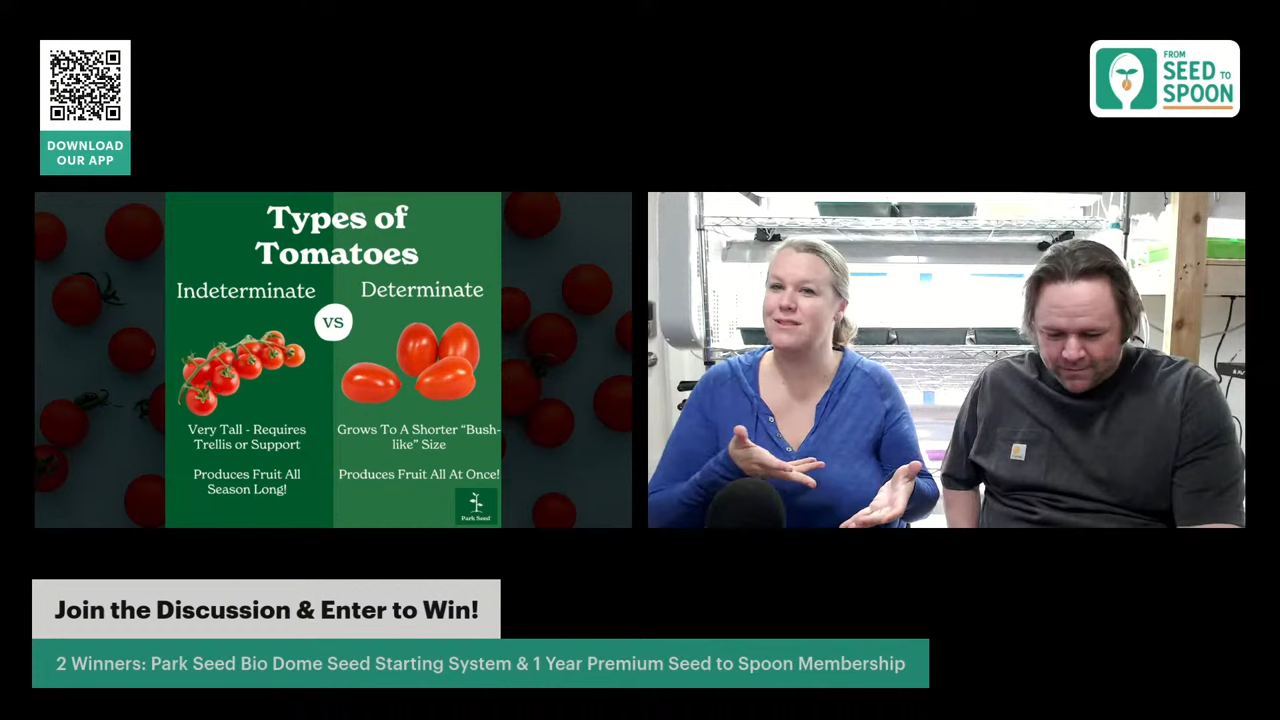 DOWNLOAD
OUR APP
FROM
SEED TO
SPOON
Types of
Tomatoes
Indeterminate
VS
Determinate
Very Tall - Requires
Trellis or Support
Produces Fruit All
Season Long!
Grows To A Shorter “Bush-
like” Size
Produces Fruit All At Once!
Park Seed
Join the Discussion & Enter to Win!
2 Winners: Park Seed Bio Dome Seed Starting System & 1 Year Premium Seed to Spoon Membership